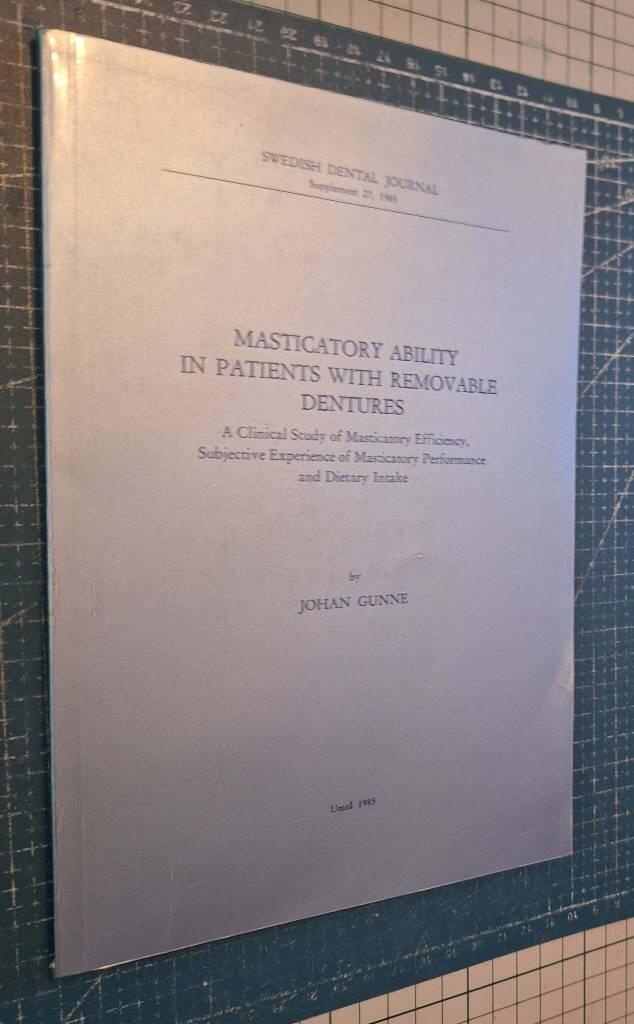 SWEDISH DENTAL JOURNAL
Supplement 27, 1985
MASTICATORY ABILITY
IN PATIENTS WITH REMOVABLE
DENTURES
A Clinical Study of Masticatory Efficiency,
Subjective Experience of Masticatory Performance
and Dietary Intake
by
JOHAN GUNNE
Umeå 1985